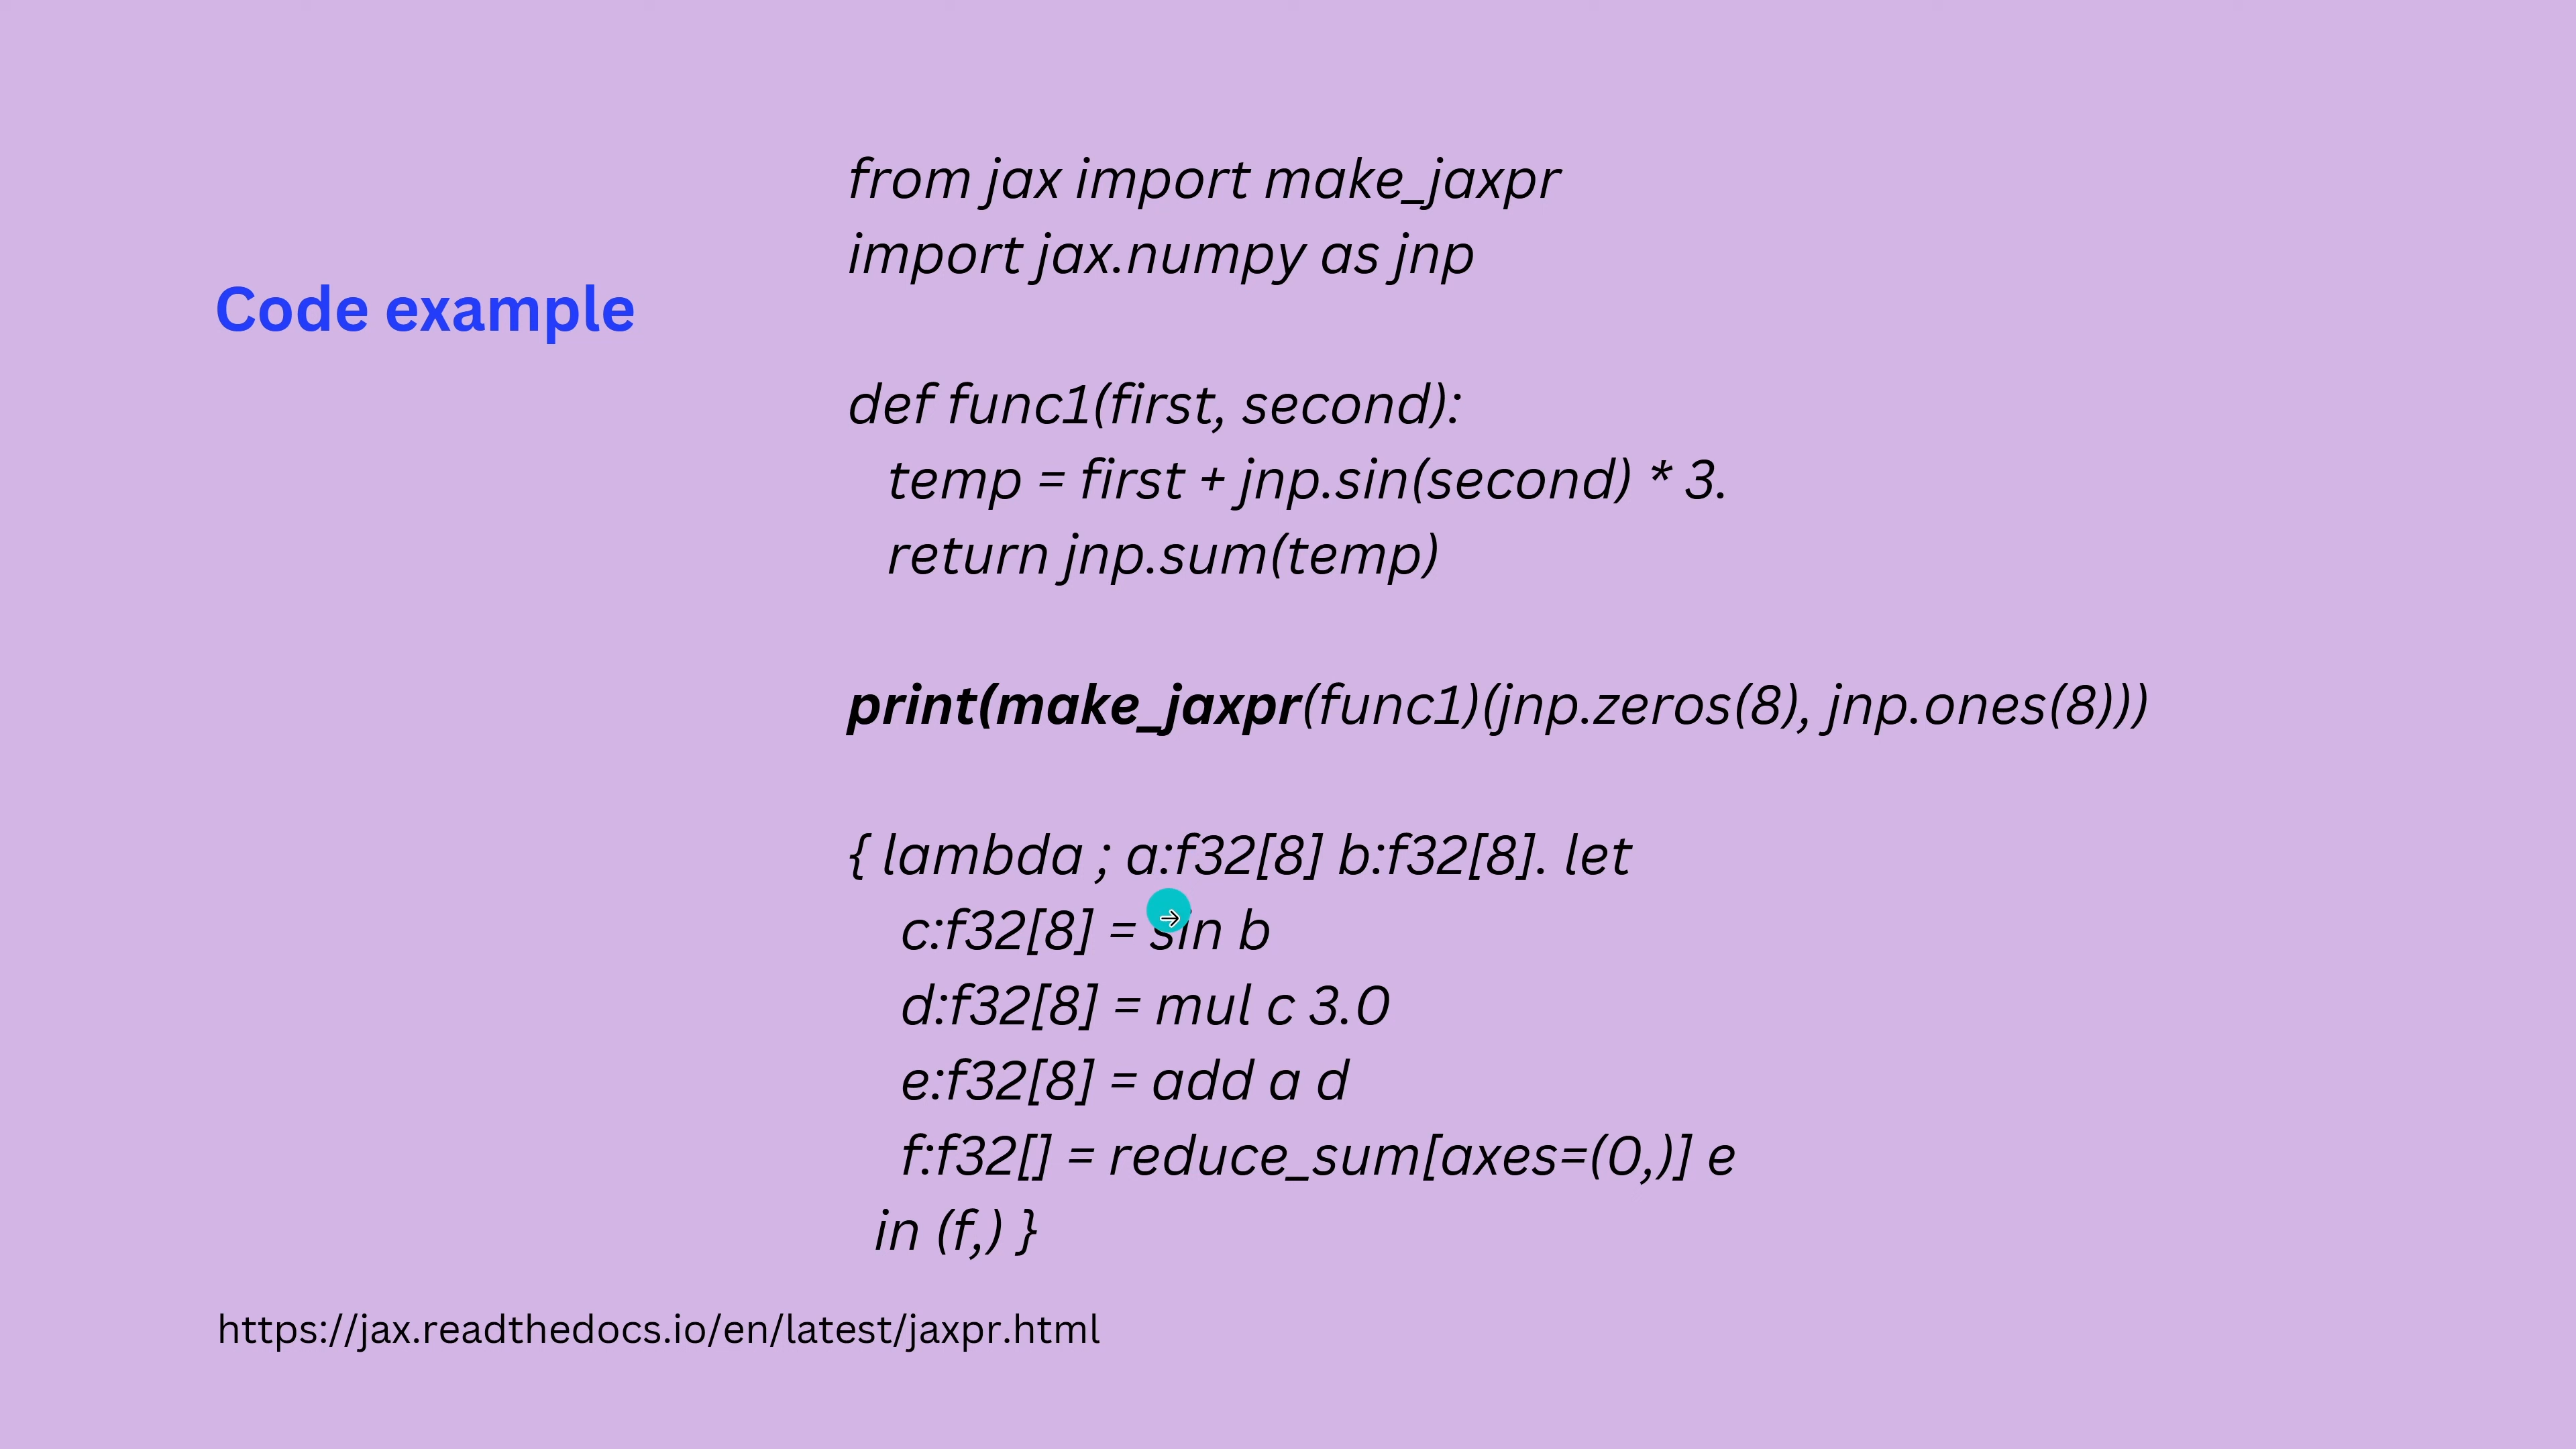 Code example
from jax import make_jaxpr
import jax.numpy as jnp
def func1(first, second):
temp = first + jnp.sin(second) * 3.
return jnp.sum(temp)
print(make_jaxpr(func1)(jnp.zeros(8), jnp.ones(8)))
{ lambda ; a:f32[8] b:f32[8]. let
c:f32[8] = sin b
d:f32[8] = mul c 3.0
e:f32[8] = add a d
f:f32[] = reduce_sum[axes=(0,)] e
in (f,) }
https://jax.readthedocs.io/en/latest/jaxpr.html